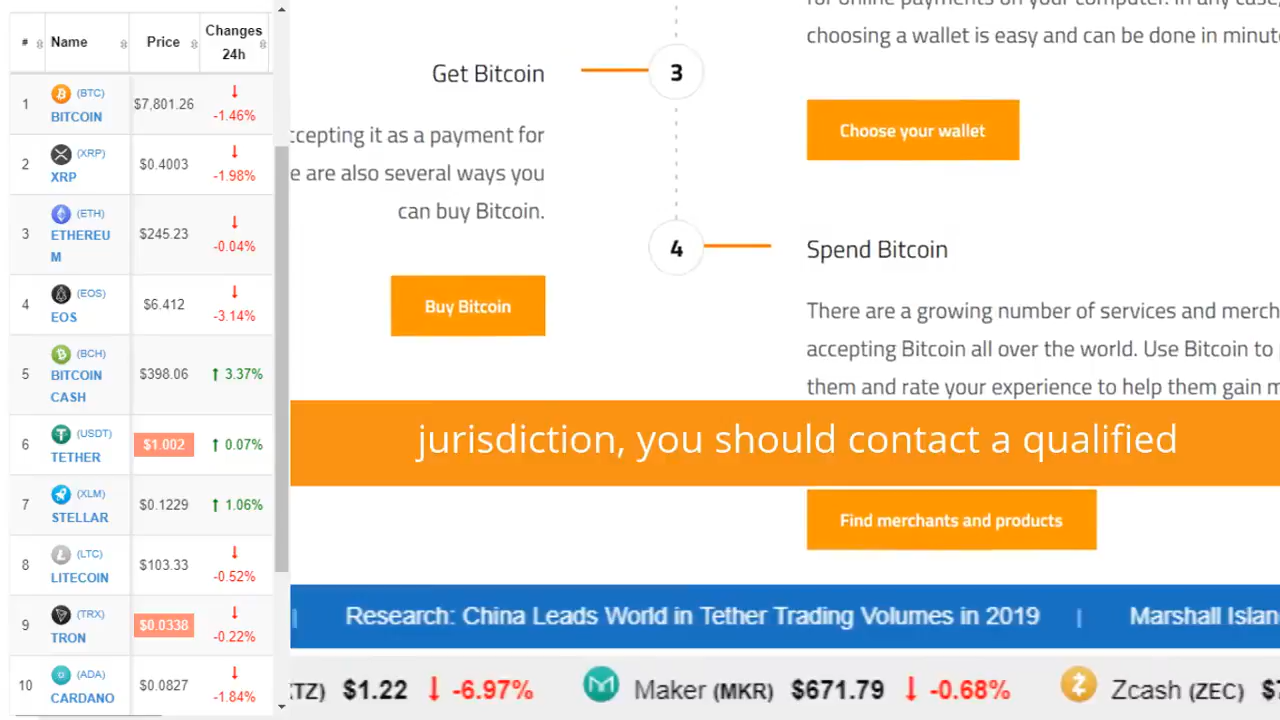 # Name Price Changes 24h
1 (BTC) BITCOIN $7,801.26 -1.46%
2 (XRP) XRP $0.4003 -1.98%
3 (ETH) ETHEREUM $245.23 -0.04%
4 (EOS) EOS $6.412 -3.14%
5 (BCH) BITCOIN CASH $398.06 3.37%
6 (USDT) TETHER $1.002 0.07%
7 (XLM) STELLAR $0.1229 1.06%
8 (LTC) LITECOIN $103.33 -0.52%
9 (TRX) TRON $0.0338 -0.22%
10 (ADA) CARDANO $0.0827 -1.84%
choosing a wallet is easy and can be done in
Choose your wallet
3
Get Bitcoin
accepting it as a payment for
are also several ways you
can buy Bitcoin.
Buy Bitcoin
4
Spend Bitcoin
There are a growing number of services and
accepting Bitcoin all over the world. Use Bitcoin to
them and rate your experience to help them gain
jurisdiction, you should contact a qualified
Find merchants and products
Research: China Leads World in Tether Trading Volumes in 2019 | Marshall
TZ) $1.22 -6.97% Maker (MKR) $671.79 -0.68% Zcash (ZEC)